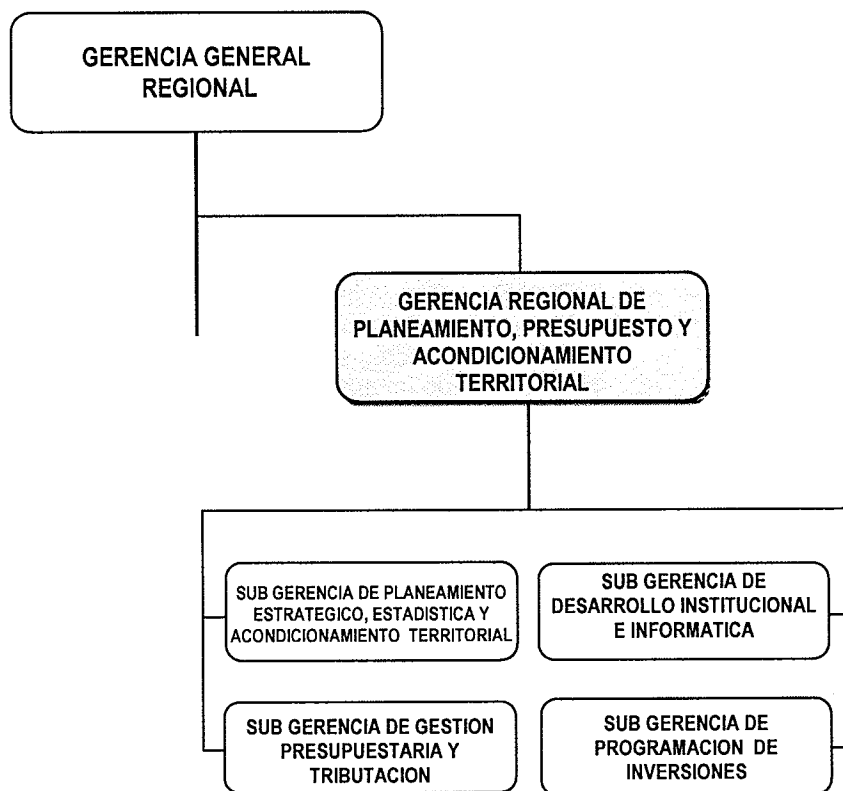 GERENCIA GENERAL
REGIONAL
GERENCIA REGIONAL DE
PLANEAMIENTO, PRESUPUESTO Y
ACONDICIONAMIENTO
TERRITORIAL
SUB GERENCIA DE PLANEAMIENTO
ESTRATEGICO, ESTADISTICA Y
ACONDICIONAMIENTO TERRITORIAL
SUB GERENCIA DE
DESARROLLO INSTITUCIONAL
E INFORMATICA
SUB GERENCIA DE GESTION
PRESUPUESTARIA Y
TRIBUTACION
SUB GERENCIA DE
PROGRAMACION DE
INVERSIONES